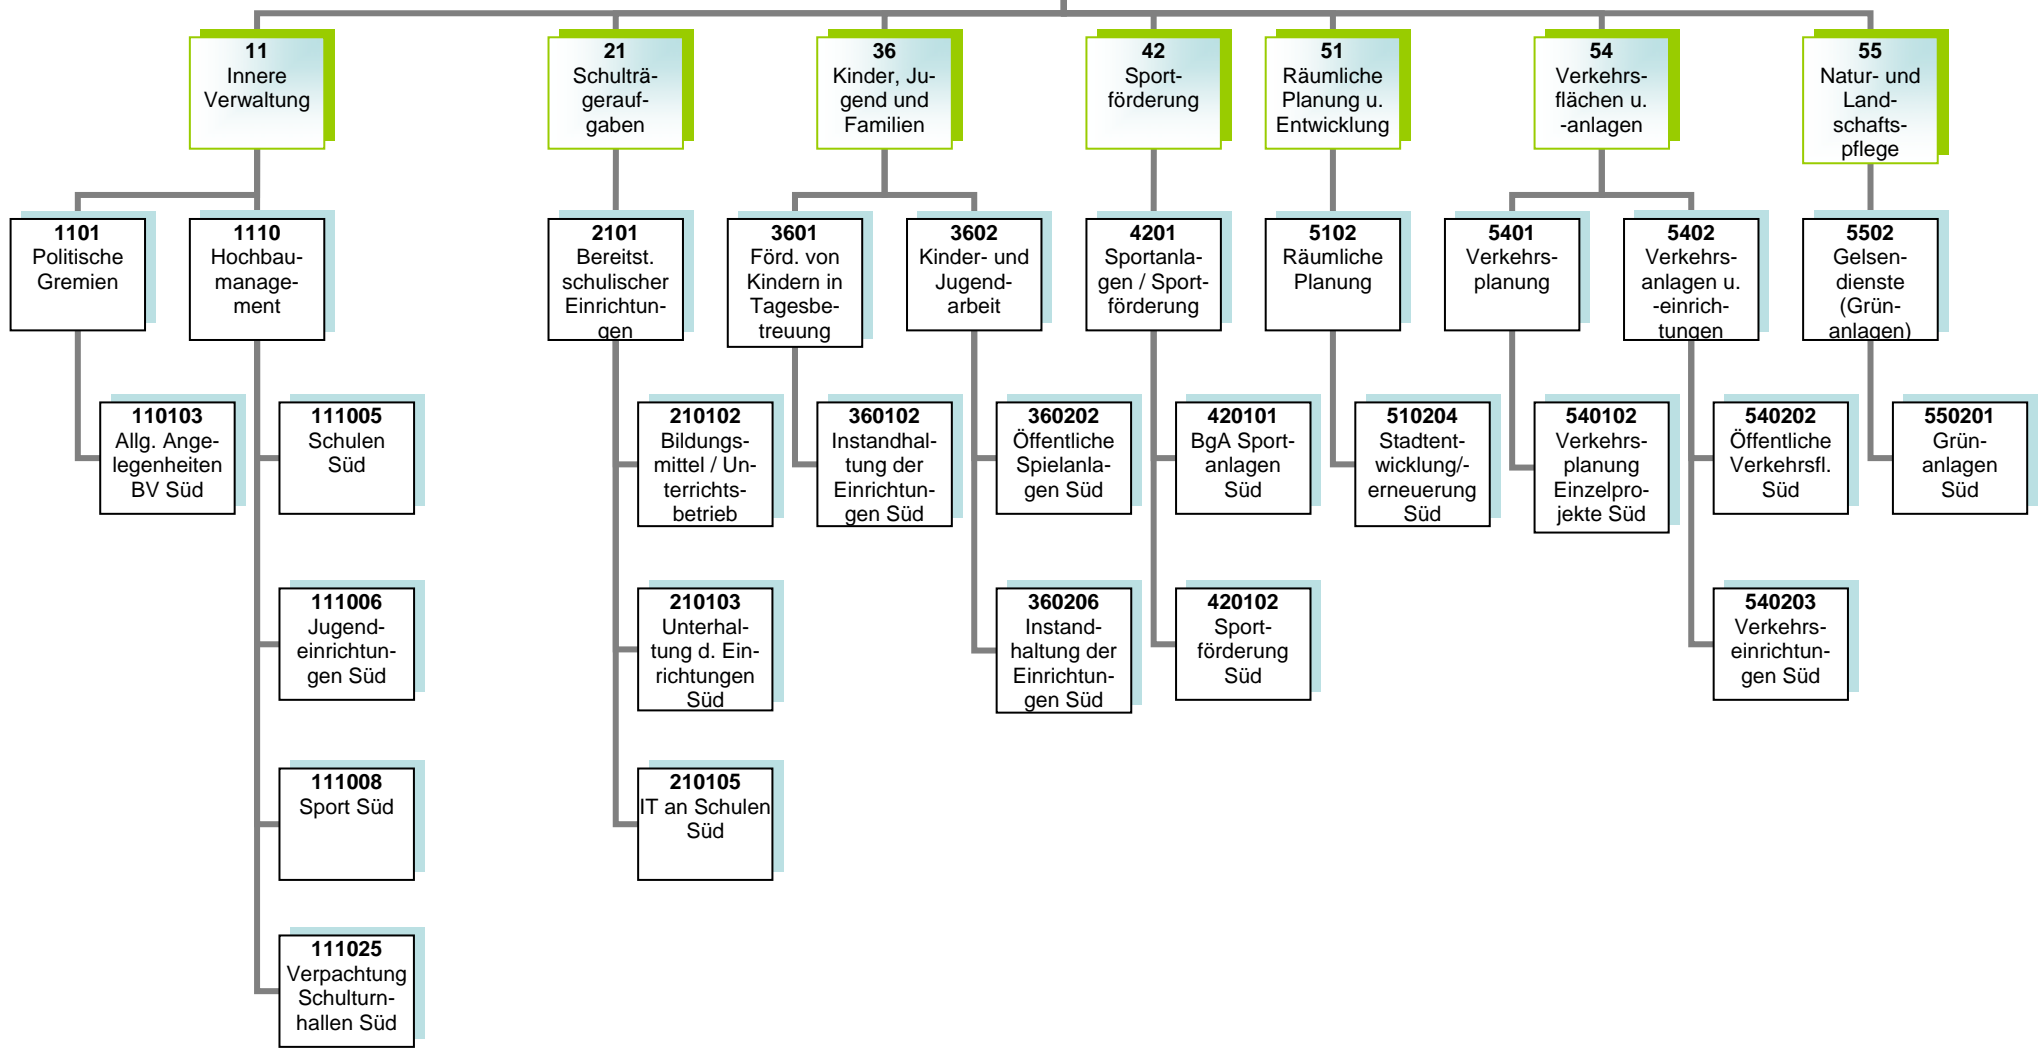 11
Innere
Verwaltung
21
Schulträ-
gerauf-
gaben
36
Kinder, Ju-
gend und
Familien
42
Sport-
förderung
51
Räumliche
Planung u.
Entwicklung
54
Verkehrs-
flächen u.
-anlagen
55
Natur- und
Land-
schafts-
pflege
1101
Politische
Gremien
1110
Hochbau-
manage-
ment
2101
Bereitst.
schulischer
Einrichtun-
gen
3601
Förd. von
Kindern in
Tagesbe-
treuung
3602
Kinder- und
Jugend-
arbeit
4201
Sportanla-
gen / Sport-
förderung
5102
Räumliche
Planung
5401
Verkehrs-
planung
5402
Verkehrs-
anlagen u.
-einrich-
tungen
5502
Gelsen-
dienste
(Grün-
anlagen)
110103
Allg. Ange-
legenheiten
BV Süd
111005
Schulen
Süd
210102
Bildungs-
mittel / Un-
terrichts-
betrieb
360102
Instandhal-
tung der
Einrichtun-
gen Süd
360202
Öffentliche
Spielanla-
gen Süd
420101
BgA Sport-
anlagen
Süd
510204
Stadtent-
wicklung/-
erneuerung
Süd
540102
Verkehrs-
planung
Einzelpro-
jekte Süd
540202
Öffentliche
Verkehrsfl.
Süd
550201
Grün-
anlagen
Süd
111006
Jugend-
einrichtun-
gen Süd
210103
Unterhal-
tung d. Ein-
richtungen
Süd
360206
Instand-
haltung der
Einrichtun-
gen Süd
420102
Sport-
förderung
Süd
540203
Verkehrs-
einrichtun-
gen Süd
111008
Sport Süd
210105
IT an Schulen
Süd
111025
Verpachtung
Schulturn-
hallen Süd